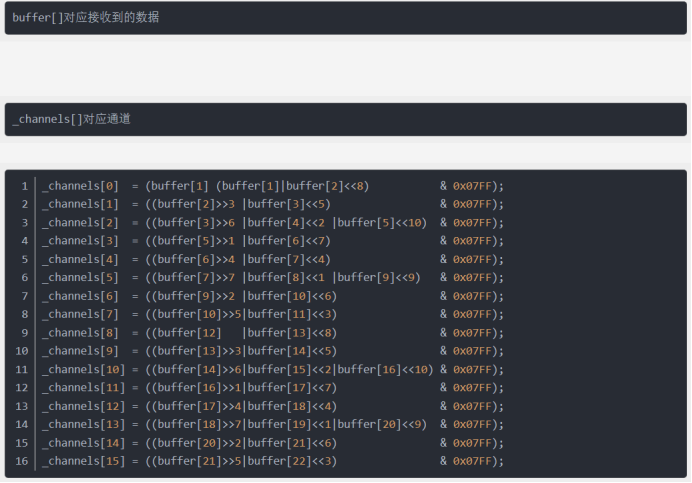 buffer[]对应接收到的数据
_channels[]对应通道
1 _channels[0]  = (buffer[1] (buffer[1]|buffer[2]<<8)           & 0x07FF);
2 _channels[1]  = ((buffer[2]>>3 |buffer[3]<<5)                 & 0x07FF);
3 _channels[2]  = ((buffer[3]>>6 |buffer[4]<<2 |buffer[5]<<10)  & 0x07FF);
4 _channels[3]  = ((buffer[5]>>1 |buffer[6]<<7)                 & 0x07FF);
5 _channels[4]  = ((buffer[6]>>4 |buffer[7]<<4)                 & 0x07FF);
6 _channels[5]  = ((buffer[7]>>7 |buffer[8]<<1 |buffer[9]<<9)   & 0x07FF);
7 _channels[6]  = ((buffer[9]>>2 |buffer[10]<<6)                & 0x07FF);
8 _channels[7]  = ((buffer[10]>>5|buffer[11]<<3)                & 0x07FF);
9 _channels[8]  = ((buffer[12]   |buffer[13]<<8)                & 0x07FF);
10 _channels[9]  = ((buffer[13]>>3|buffer[14]<<5)                & 0x07FF);
11 _channels[10] = ((buffer[14]>>6|buffer[15]<<2|buffer[16]<<10) & 0x07FF);
12 _channels[11] = ((buffer[16]>>1|buffer[17]<<7)                & 0x07FF);
13 _channels[12] = ((buffer[17]>>4|buffer[18]<<4)                & 0x07FF);
14 _channels[13] = ((buffer[18]>>7|buffer[19]<<1|buffer[20]<<9)  & 0x07FF);
15 _channels[14] = ((buffer[20]>>2|buffer[21]<<6)                & 0x07FF);
16 _channels[15] = ((buffer[21]>>5|buffer[22]<<3)                & 0x07FF);